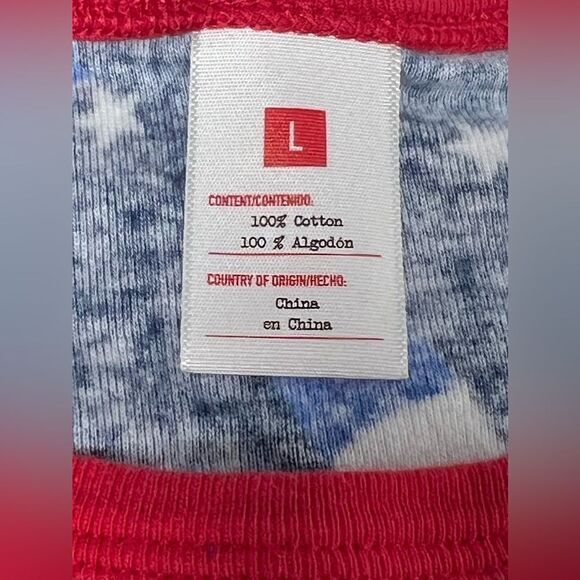 L
CONTENT/CONTENIDO:
100% Cotton
100 % Algodón
COUNTRY OF ORIGIN/HECHO:
China
en China